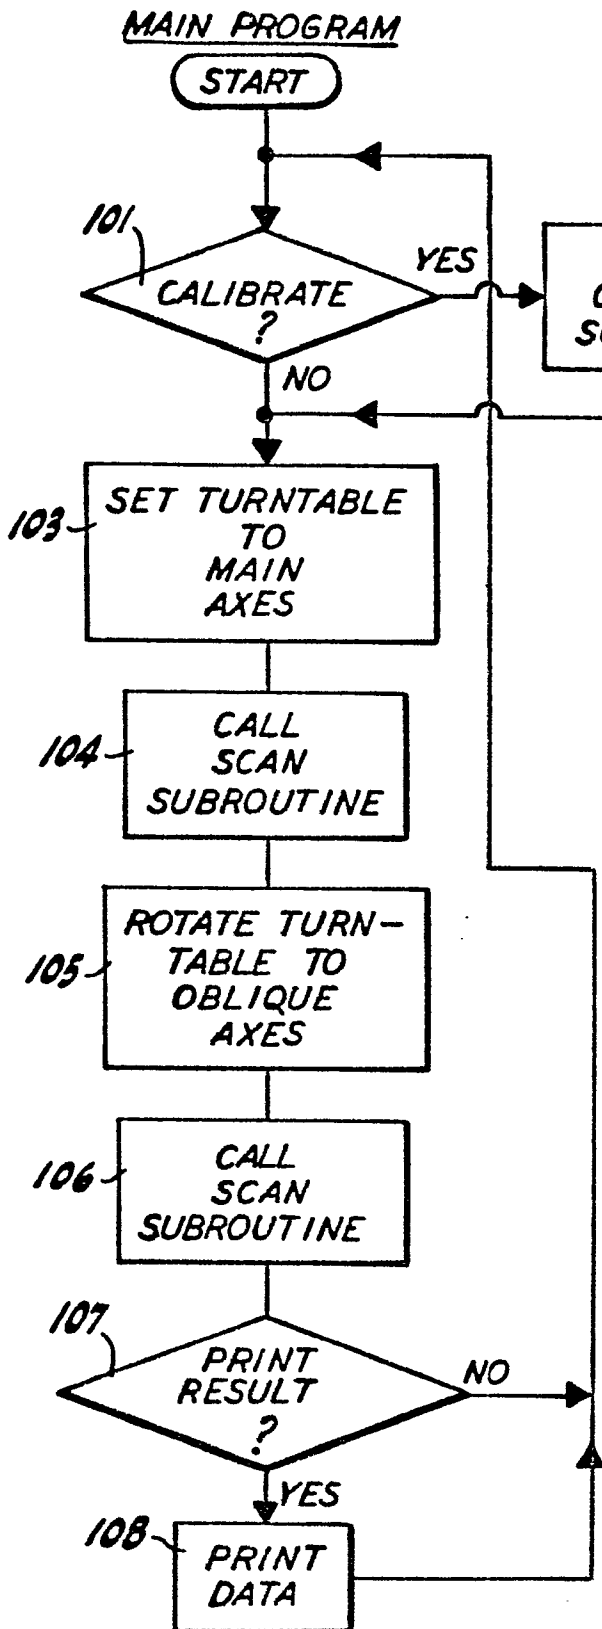 MAIN PROGRAM
START
101
CALIBRATE
?
YES
NO
103
SET TURNTABLE
TO
MAIN
AXES
104
CALL
SCAN
SUBROUTINE
105
ROTATE TURN-
TABLE TO
OBLIQUE
AXES
106
CALL
SCAN
SUBROUTINE
107
PRINT
RESULT
?
NO
YES
108
PRINT
DATA